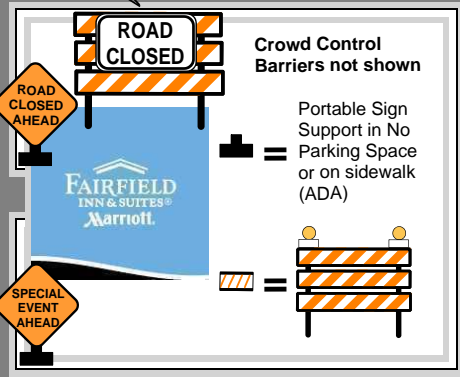 ROAD
CLOSED
Crowd Control
Barriers not shown
ROAD
CLOSED
AHEAD
Portable Sign
Support in No
Parking Space
or on sidewalk
(ADA)
=
FAIRFIELD
INN & SUITES®
Marriott.
=
SPECIAL
EVENT
AHEAD